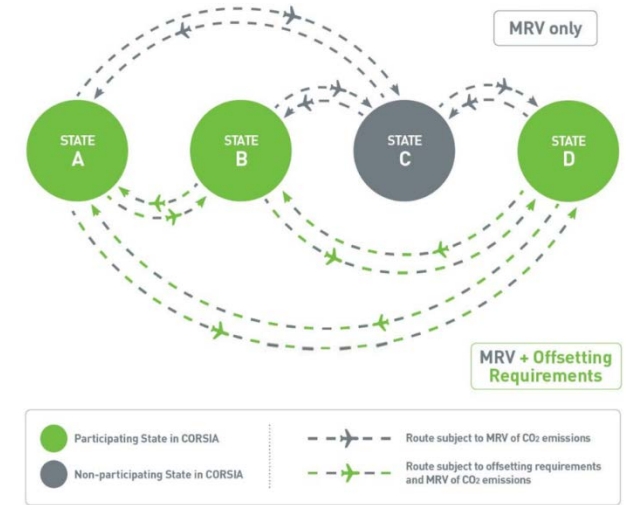 MRV only
STATE
A
STATE
B
STATE
C
STATE
D
MRV + Offsetting
Requirements
Participating State in CORSIA
Non-participating State in CORSIA
Route subject to MRV of CO₂ emissions
Route subject to offsetting requirements
and MRV of CO₂ emissions